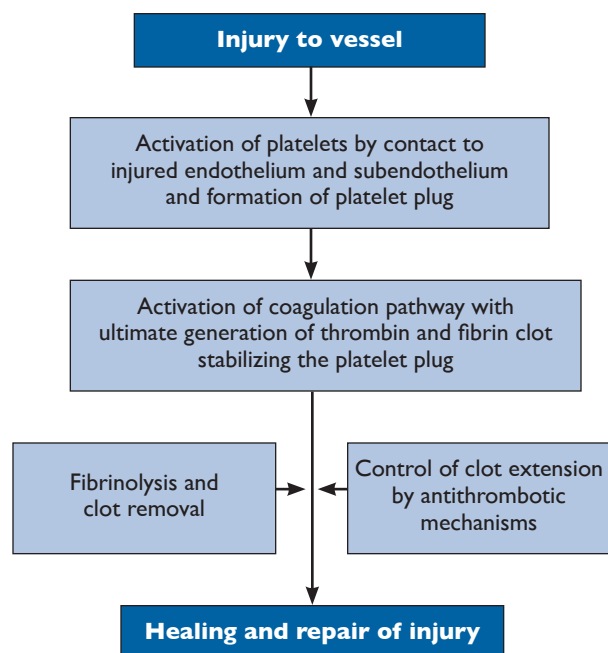 Injury to vessel
Activation of platelets by contact to
injured endothelium and subendothelium
and formation of platelet plug
Activation of coagulation pathway with
ultimate generation of thrombin and fibrin clot
stabilizing the platelet plug
Fibrinolysis and
clot removal
Control of clot extension
by antithrombotic
mechanisms
Healing and repair of injury